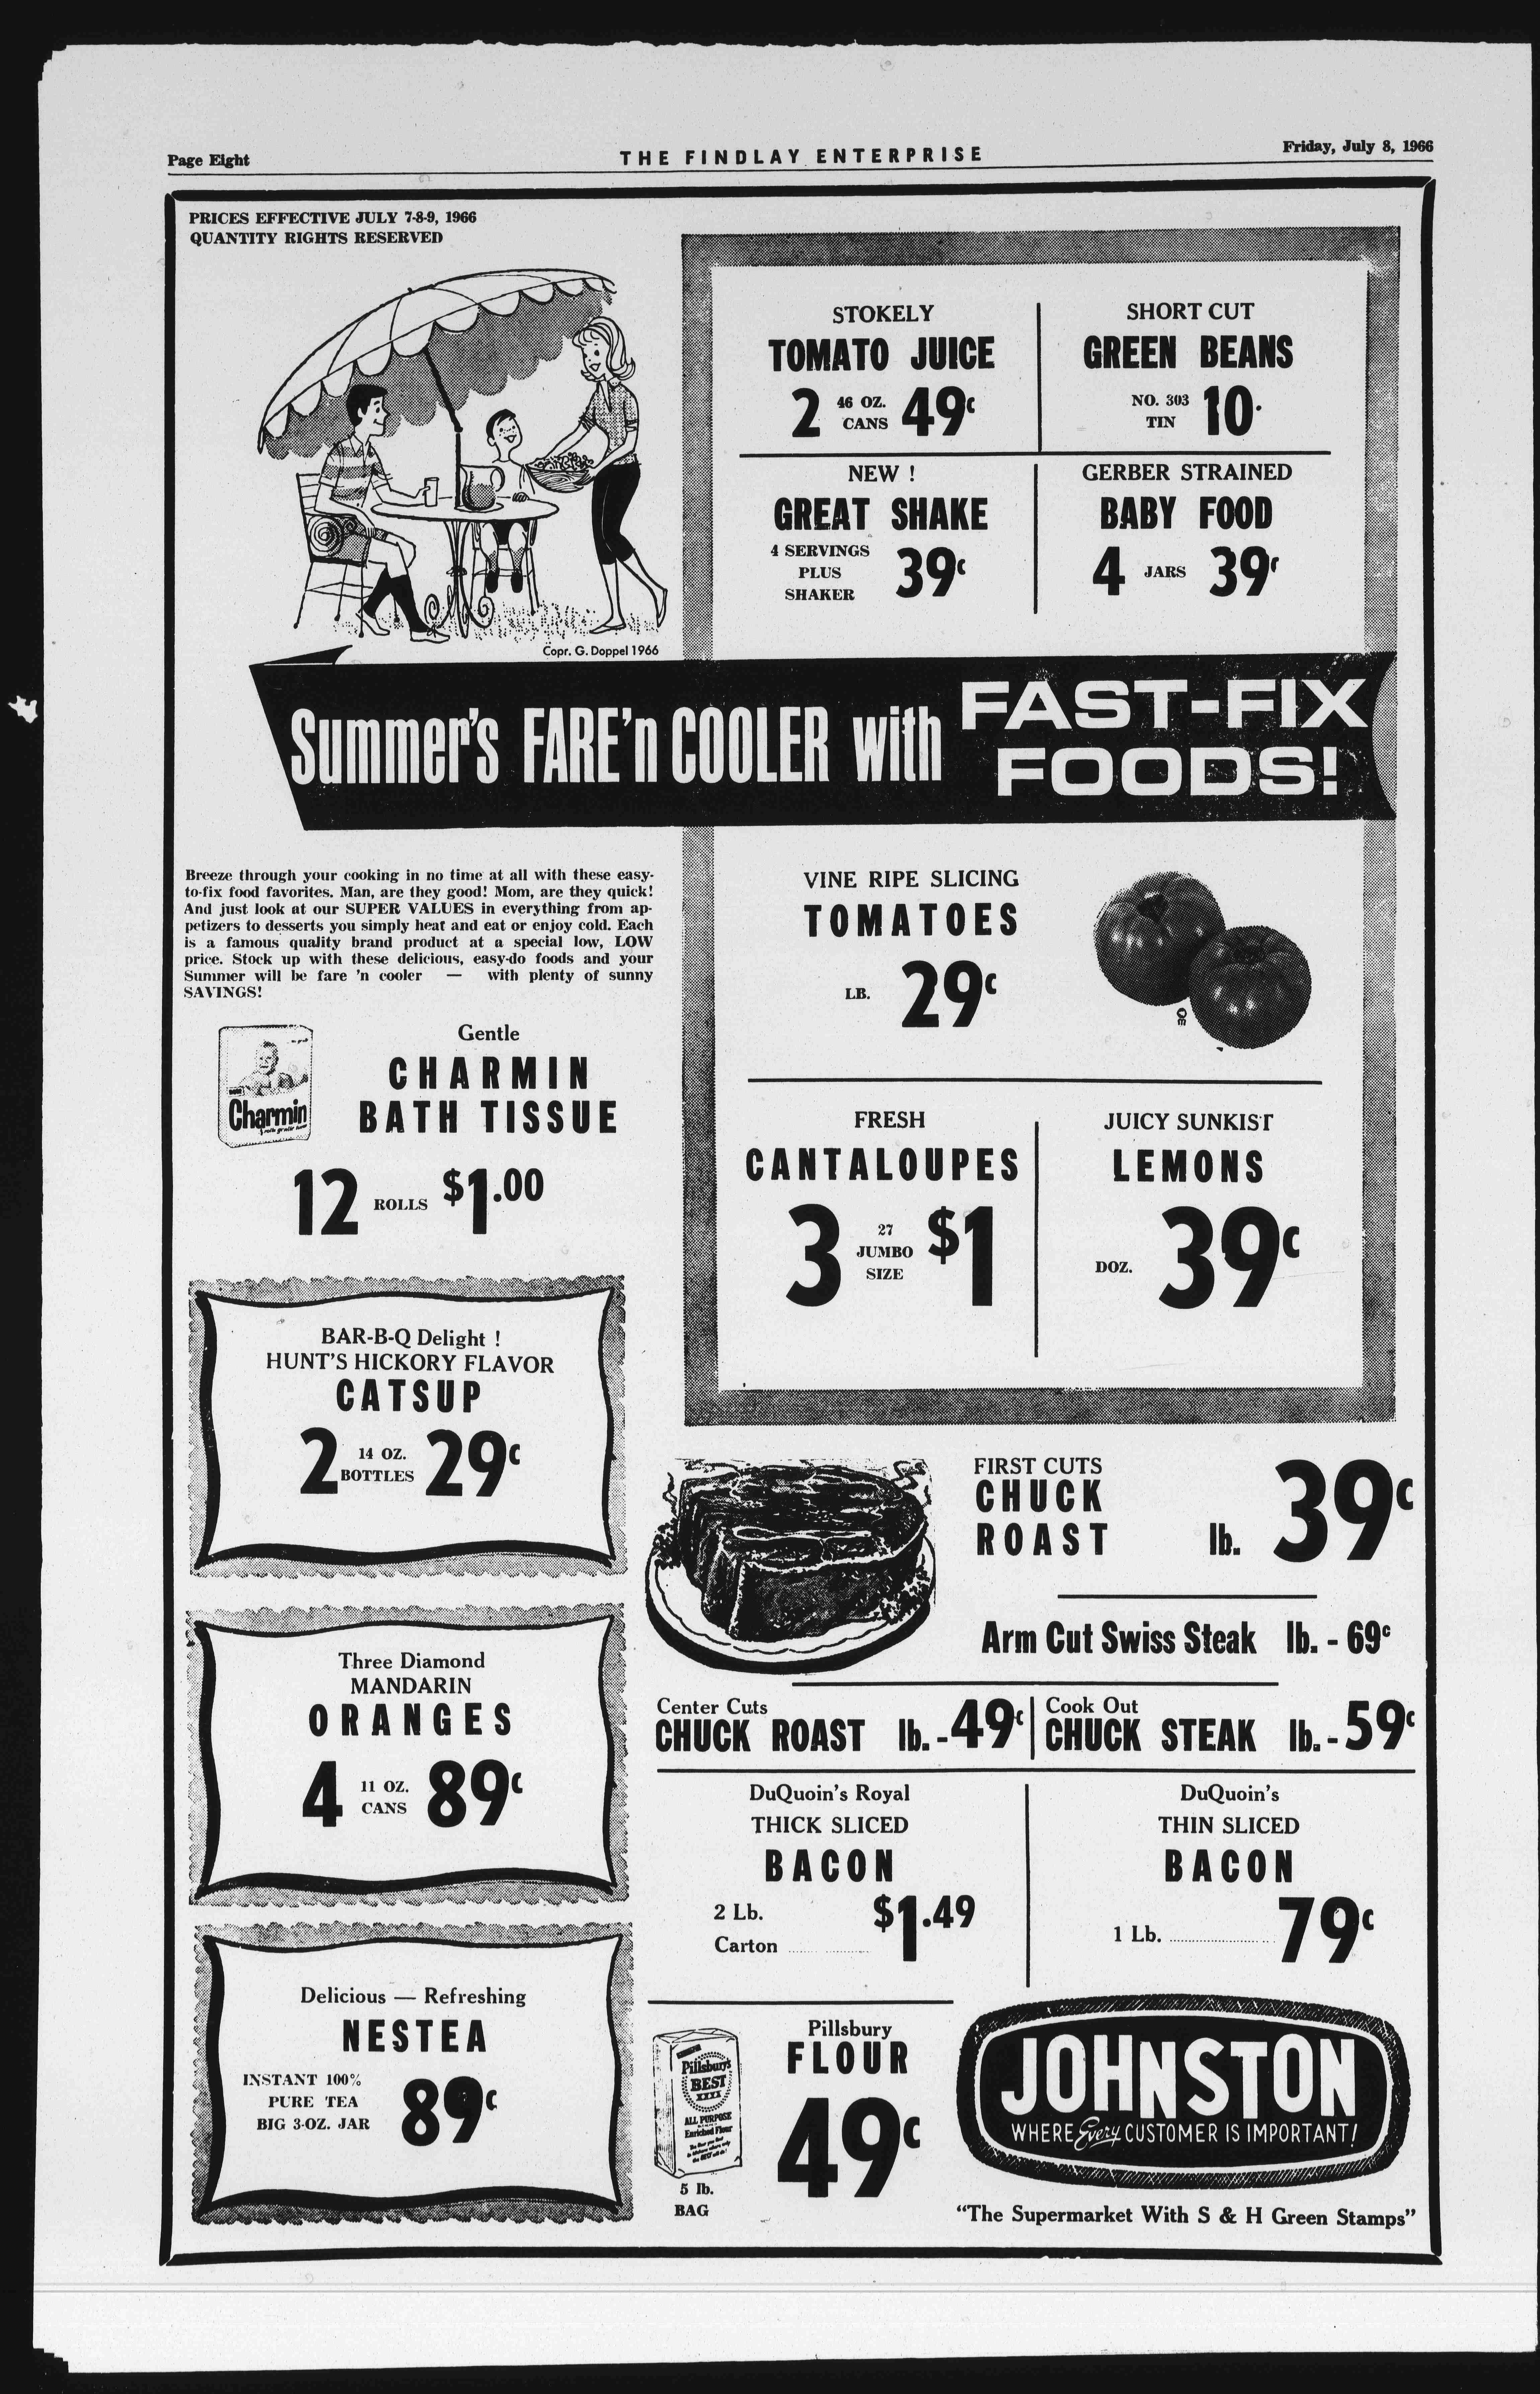 Page Eight
THE FINDLAY ENTERPRISE
Friday, July 8, 1966
PRICES EFFECTIVE JULY 7-8-9, 1966
QUANTITY RIGHTS RESERVED
Copr. G. Doppel 1966
STOKELY
TOMATO JUICE
2 46 OZ. CANS 49¢
SHORT CUT
GREEN BEANS
NO. 303 TIN 10·
NEW !
GREAT SHAKE
4 SERVINGS
PLUS
SHAKER
39¢
GERBER STRAINED
BABY FOOD
4 JARS 39¢
Summer's FARE'n COOLER with FAST-FIX
FOODS!
Breeze through your cooking in no time at all with these easy-
to-fix food favorites. Man, are they good! Mom, are they quick!
And just look at our SUPER VALUES in everything from ap-
petizers to desserts you simply heat and eat or enjoy cold. Each
is a famous quality brand product at a special low, LOW
price. Stock up with these delicious, easy-do foods and your
Summer will be fare 'n cooler — with plenty of sunny
SAVINGS!
Charmin
Gentle
CHARMIN
BATH TISSUE
12 ROLLS $1.00
VINE RIPE SLICING
TOMATOES
LB. 29¢
FRESH
CANTALOUPES
3 27 JUMBO SIZE $1
JUICY SUNKIST
LEMONS
DOZ. 39¢
BAR-B-Q Delight !
HUNT'S HICKORY FLAVOR
CATSUP
2 14 OZ. BOTTLES 29¢
Three Diamond
MANDARIN
ORANGES
4 11 OZ. CANS 89¢
Delicious — Refreshing
NESTEA
INSTANT 100%
PURE TEA
BIG 3-OZ. JAR
89¢
FIRST CUTS
CHUCK
ROAST lb. 39¢
Arm Cut Swiss Steak lb. - 69¢
Center Cuts
CHUCK ROAST lb. - 49¢
Cook Out
CHUCK STEAK lb. - 59¢
DuQuoin's Royal
THICK SLICED
BACON
2 Lb.
Carton ........ $1.49
DuQuoin's
THIN SLICED
BACON
1 Lb. ........ 79¢
Pillsbury's
BEST
XXXX
ALL PURPOSE
Enriched Flour
5 lb.
BAG
Pillsbury
FLOUR
49¢
JOHNSTON
WHERE Every CUSTOMER IS IMPORTANT!
"The Supermarket With S & H Green Stamps"